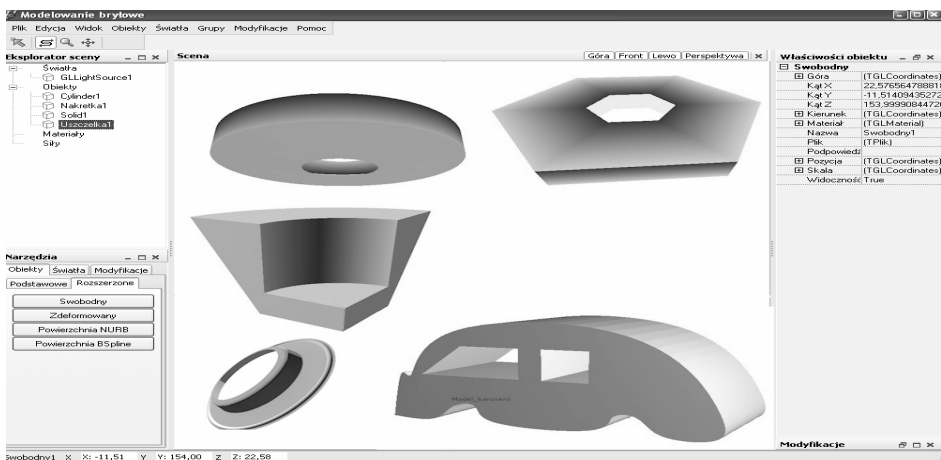 Modelowanie bryłowe
Plik Edycja Widok Obiekty Światła Grupy Modyfikacje Pomoc
Eksplorator sceny
Światła
GLLightSource1
Obiekty
Cylinder1
Nakretka1
Solid1
Uszczelka1
Materiały
Siły
Narzędzia
Obiekty Światła Modyfikacje
Podstawowe Rozszerzone
Swobodny
Zdeformowany
Powierzchnia NURB
Powierzchnia BSpline
Scena
Góra Front Lewo Perspektywa
Model_karoserii
Właściwości obiektu
Swobodny
Góra (TGLCoordinates)
Kąt X 22,576564788818
Kąt Y -11,51409435272
Kąt Z 153,9999084472
Kierunek (TGLCoordinates)
Materiał (TGLMaterial)
Nazwa Swobodny1
Plik (TPlik)
Podpowiedź
Pozycja (TGLCoordinates)
Skala (TGLCoordinates)
Widoczność True
Modyfikacje
Swobodny1 X X: -11,51 Y Y: 154,00 Z Z: 22,58